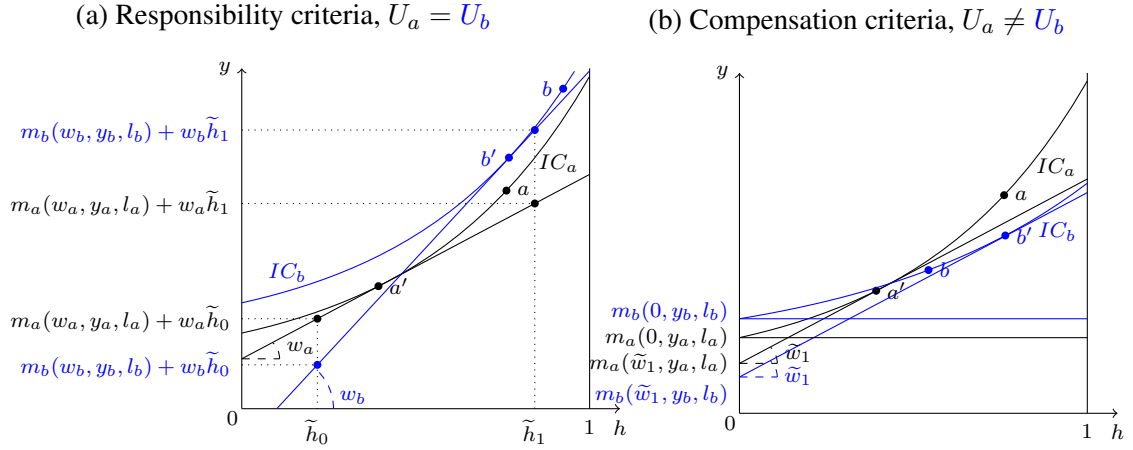 (a) Responsibility criteria, U_a = U_b
y
m_b(w_b, y_b, l_b) + w_b h̃_1
m_a(w_a, y_a, l_a) + w_a h̃_1
m_a(w_a, y_a, l_a) + w_a h̃_0
m_b(w_b, y_b, l_b) + w_b h̃_0
b
b′
IC_a
a
IC_b
a′
w_a
w_b
0
h̃_0
h̃_1
1
h
(b) Compensation criteria, U_a ≠ U_b
y
IC_a
a
b′
IC_b
b
a′
m_b(0, y_b, l_b)
m_a(0, y_a, l_a)
m_a(w̃_1, y_a, l_a)
m_b(w̃_1, y_b, l_b)
w̃_1
w̃_1
0
1
h